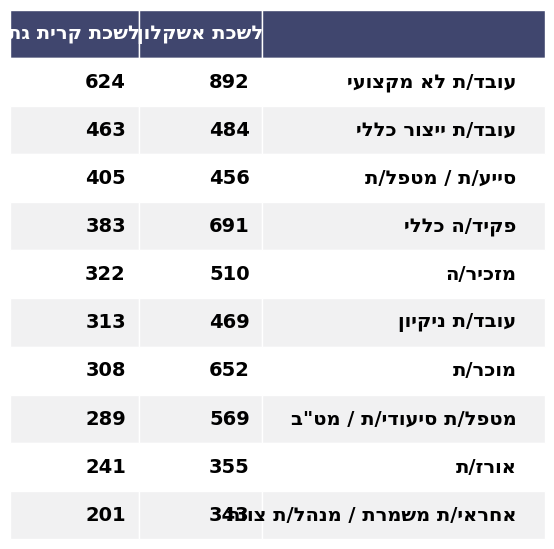 לשכת אשקלון לשכת קרית גת
עובד/ת לא מקצועי 892 624
עובד/ת ייצור כללי 484 463
סייע/ת / מטפל/ת 456 405
פקיד/ה כללי 691 383
מזכיר/ה 510 322
עובד/ת ניקיון 469 313
מוכר/ת 652 308
מטפל/ת סיעודי/ת / מט"ב 569 289
אורז/ת 355 241
אחראי/ת משמרת / מנהל/ת צוות 343 201